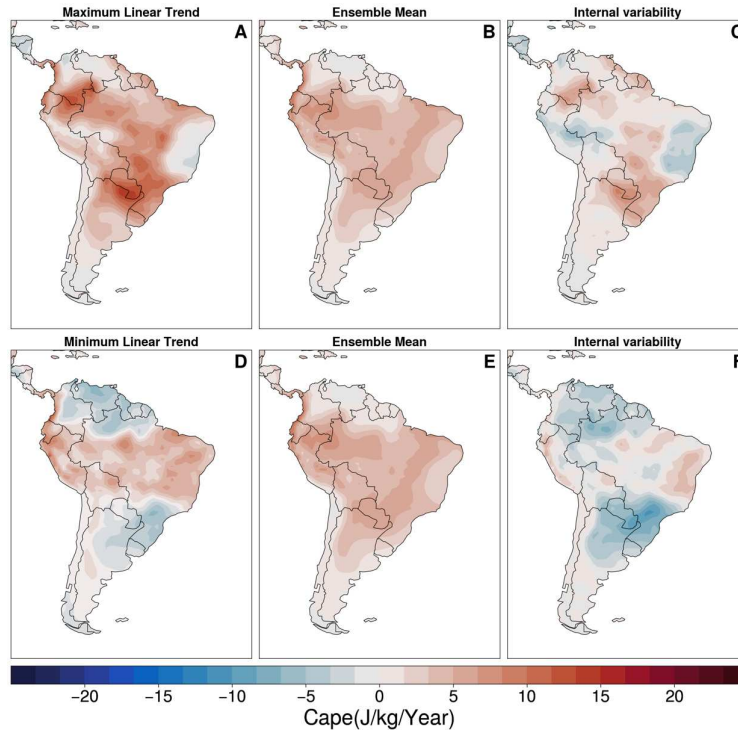 Maximum Linear Trend
Ensemble Mean
Internal variability
A
B
C
Minimum Linear Trend
Ensemble Mean
Internal variability
D
E
F
−20 −15 −10 −5 0 5 10 15 20
Cape(J/kg/Year)